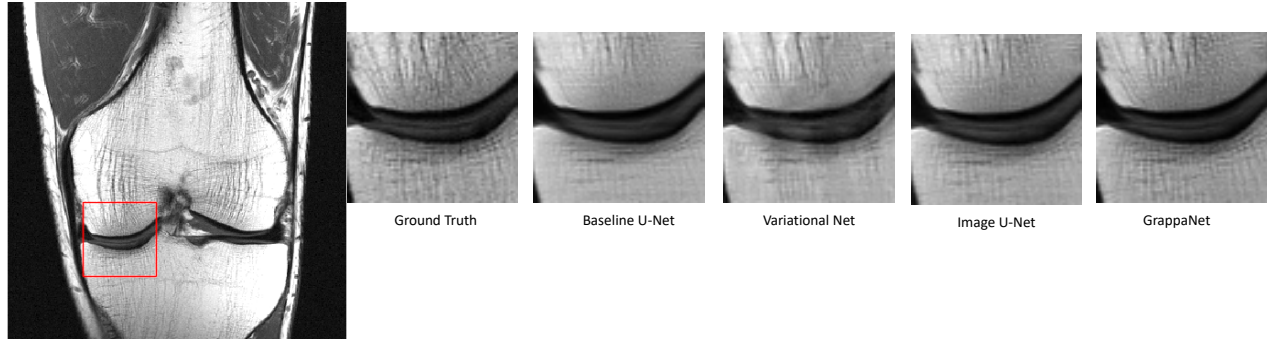 Ground Truth
Baseline U-Net
Variational Net
Image U-Net
GrappaNet